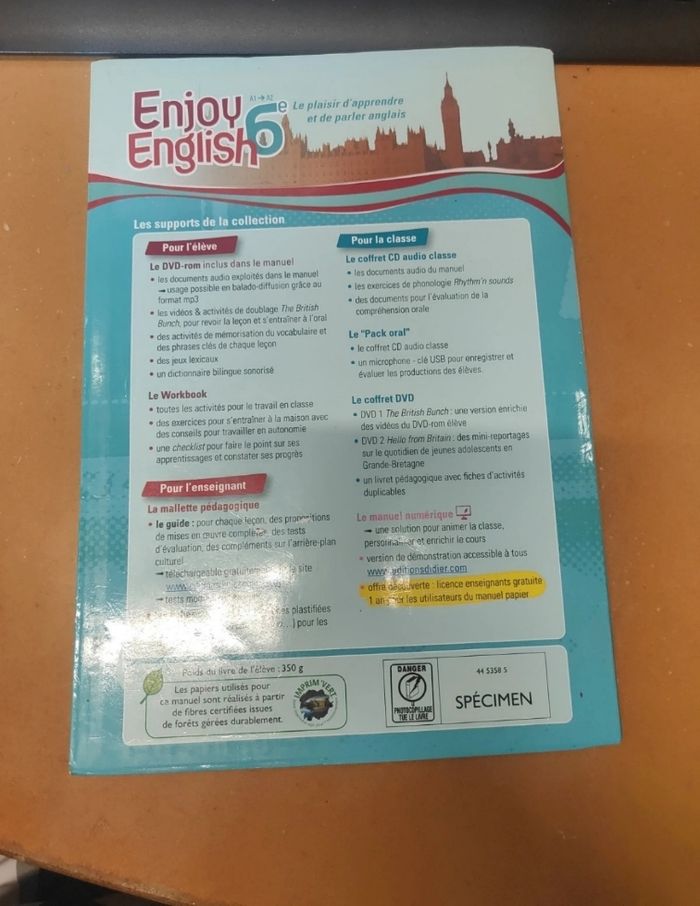 Enjoy
English
6e
A1 → A2
Le plaisir d'apprendre
et de parler anglais
Les supports de la collection
Pour l'élève
Le DVD-rom inclus dans le manuel
• les documents audio exploités dans le manuel
→ usage possible en balado-diffusion grâce au
format mp3
• les vidéos & activités de doublage The British
Bunch, pour revoir la leçon et s'entraîner à l'oral
• des activités de mémorisation du vocabulaire et
des phrases clés de chaque leçon
• des jeux lexicaux
• un dictionnaire bilingue sonorisé
Le Workbook
• toutes les activités pour le travail en classe
• des exercices pour s'entraîner à la maison avec
des conseils pour travailler en autonomie
• une checklist pour faire le point sur ses
apprentissages et constater ses progrès
Pour l'enseignant
La mallette pédagogique
• le guide : pour chaque leçon, des propositions
de mises en œuvre complètes, des tests
d'évaluation, des compléments sur l'arrière-plan
culturel
→ téléchargeable gratuitement site
→ tests
plastifiées
...) pour les
Pour la classe
Le coffret CD audio classe
• les documents audio du manuel
• les exercices de phonologie Rhythm'n sounds
• des documents pour l'évaluation de la
compréhension orale
Le "Pack oral"
• le coffret CD audio classe
• un microphone - clé USB pour enregistrer et
évaluer les productions des élèves.
Le coffret DVD
• DVD 1 The British Bunch : une version enrichie
des vidéos du DVD-rom élève
• DVD 2 Hello from Britain : des mini-reportages
sur le quotidien de jeunes adolescents en
Grande-Bretagne
• un livret pédagogique avec fiches d'activités
duplicables
Le manuel numérique
→ une solution pour animer la classe,
personnaliser et enrichir le cours
• version de démonstration accessible à tous
www.editionsdidier.com
• offre découverte : licence enseignants gratuite
1 an pour les utilisateurs du manuel papier
Poids du livre de l'élève : 350 g
Les papiers utilisés pour
ce manuel sont réalisés à partir
de fibres certifiées issues
de forêts gérées durablement.
IMPRIM'VERT
DANGER
PHOTOCOPILLAGE
TUE LE LIVRE
44 5358 5
SPÉCIMEN